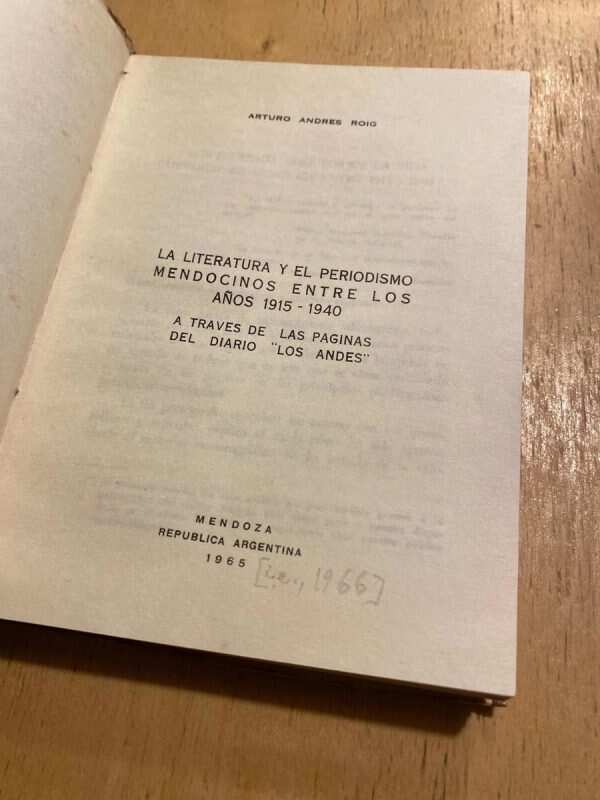 ARTURO ANDRES ROIG
LA LITERATURA Y EL PERIODISMO
MENDOCINOS ENTRE LOS
AÑOS 1915 - 1940
A TRAVES DE LAS PAGINAS
DEL DIARIO "LOS ANDES"
MENDOZA
REPUBLICA ARGENTINA
1965 [i.e., 1966]